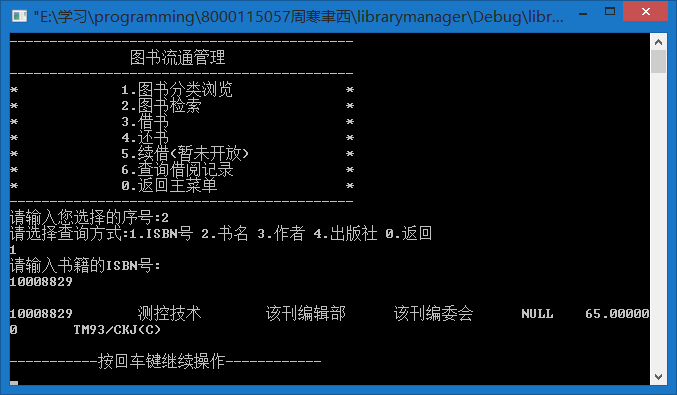 "E:\学习\programming\8000115057周寒聿西\librarymanager\Debug\libr...
-------------------------------------------
图书流通管理
-------------------------------------------
* 1.图书分类浏览 *
* 2.图书检索 *
* 3.借书 *
* 4.还书 *
* 5.续借(暂未开放) *
* 6.查询借阅记录 *
* 0.返回主菜单 *
-------------------------------------------
请输入您选择的序号:2
请选择查询方式:1.ISBN号 2.书名 3.作者 4.出版社 0.返回
1
请输入书籍的ISBN号:
10008829
10008829 测控技术 该刊编辑部 该刊编委会 NULL 65.00000
0 TM93/CKJ(C)
-----------按回车键继续操作------------